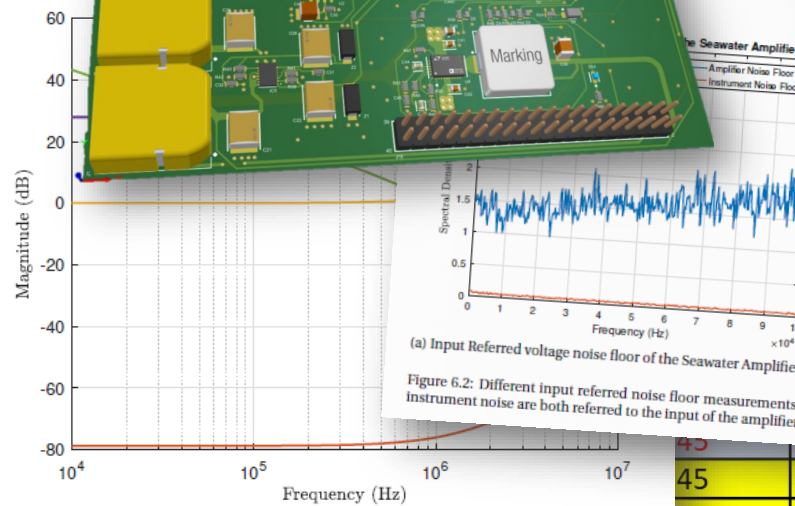 60
40
20
0
-20
-40
-60
-80
Magnitude (dB)
10⁴
10⁵
10⁶
10⁷
Frequency (Hz)
Marking
he Seawater Amplifie
Amplifier Noise Floor
Instrument Noise Floo
Spectral Densi
2
1.5
1
0.5
0
0 1 2 3 4 5 6 7 8 9 1
×10⁴
Frequency (Hz)
(a) Input Referred voltage noise floor of the Seawater Amplifie
Figure 6.2: Different input referred noise floor measurements
instrument noise are both referred to the input of the amplifier
45
45